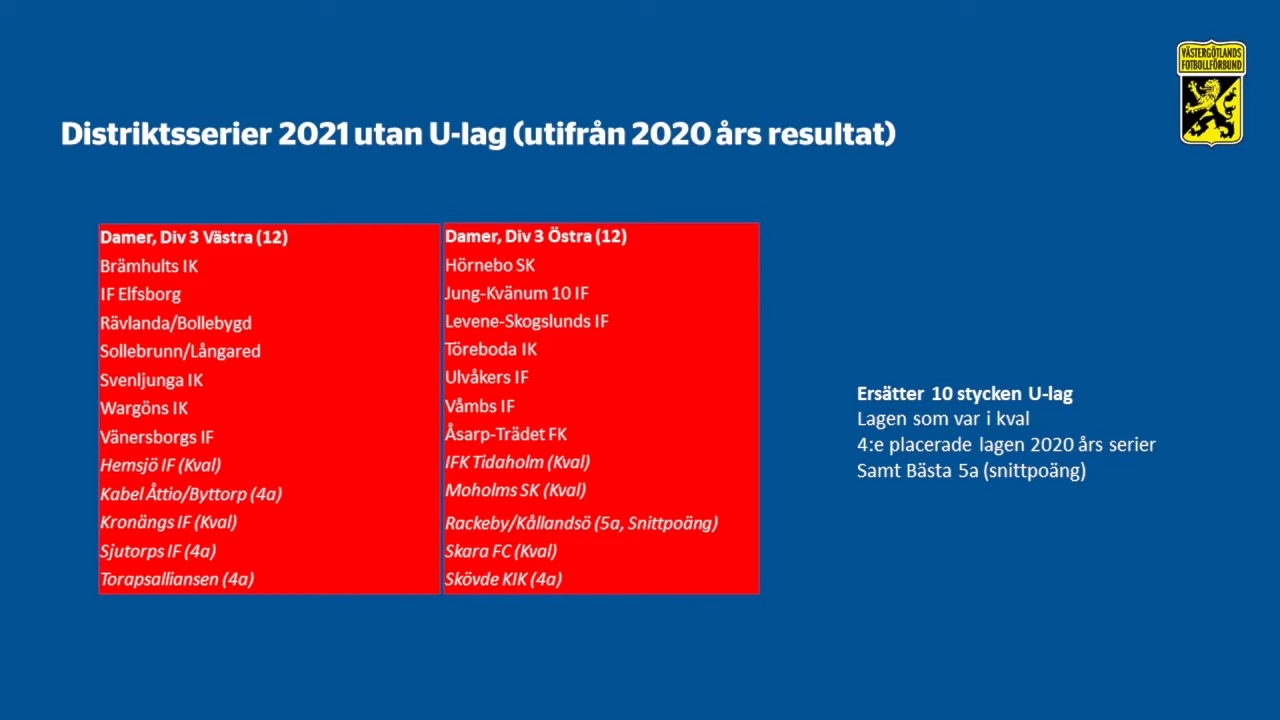 VÄSTERGÖTLANDS
FOTBOLLFÖRBUND
Distriktsserier 2021 utan U-lag (utifrån 2020 års resultat)
Damer, Div 3 Västra (12)
Brämhults IK
IF Elfsborg
Rävlanda/Bollebygd
Sollebrunn/Långared
Svenljunga IK
Wargöns IK
Vänersborgs IF
Hemsjö IF (Kval)
Kabel Åttio/Byttorp (4a)
Kronängs IF (Kval)
Sjutorps IF (4a)
Torapsalliansen (4a)
Damer, Div 3 Östra (12)
Hörnebo SK
Jung-Kvänum 10 IF
Levene-Skogslunds IF
Töreboda IK
Ulvåkers IF
Våmbs IF
Åsarp-Trädet FK
IFK Tidaholm (Kval)
Moholms SK (Kval)
Rackeby/Kållandsö (5a, Snittpoäng)
Skara FC (Kval)
Skövde KIK (4a)
Ersätter 10 stycken U-lag
Lagen som var i kval
4:e placerade lagen 2020 års serier
Samt Bästa 5a (snittpoäng)